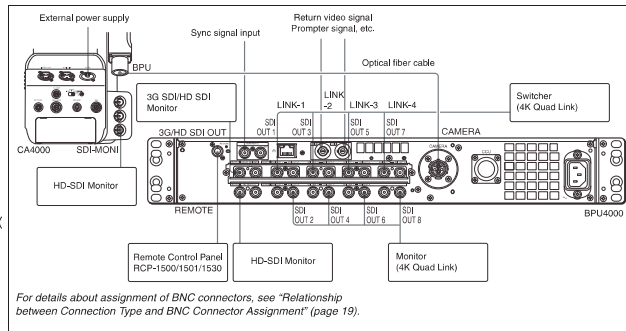 External power supply
Return video signal
Prompter signal, etc.
Sync signal input
BPU
Optical fiber cable
3G SDI/HD SDI
Monitor
LINK-1
LINK
-2
LINK-3
LINK-4
Switcher
(4K Quad Link)
3G/HD SDI OUT
SDI
OUT 1
SDI
OUT 3
SDI
OUT 5
SDI
OUT 7
CAMERA
CA4000
SDI-MONI
CAMERA
CCU
HD-SDI Monitor
REMOTE
SDI
OUT 2
SDI
OUT 4
SDI
OUT 6
SDI
OUT 8
BPU4000
Remote Control Panel
RCP-1500/1501/1530
HD-SDI Monitor
Monitor
(4K Quad Link)
For details about assignment of BNC connectors, see “Relationship
between Connection Type and BNC Connector Assignment” (page 19).